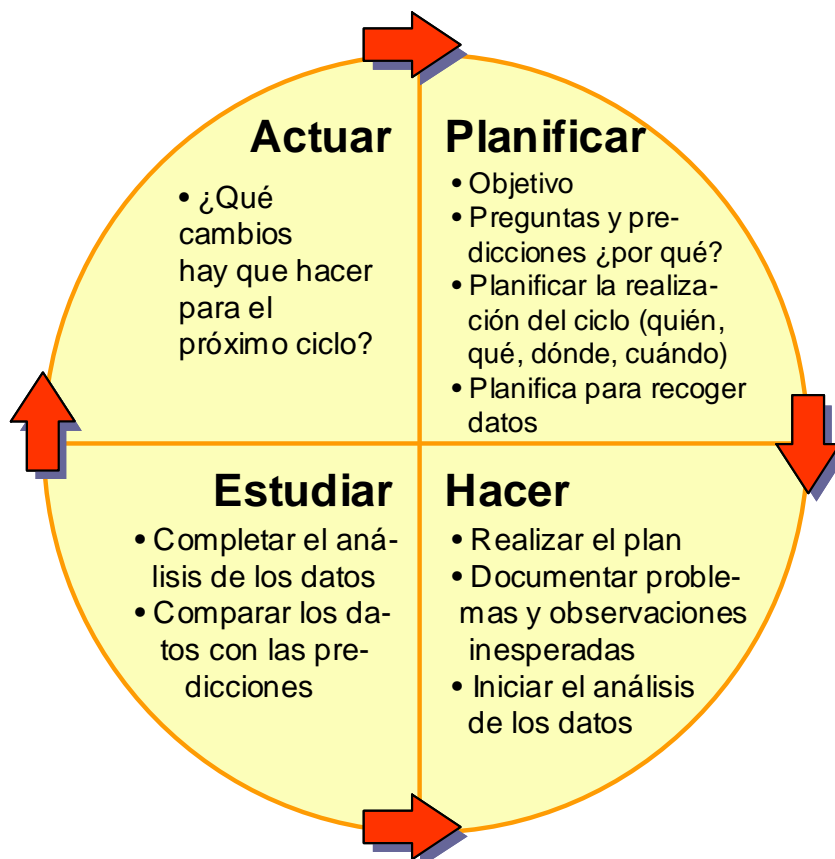 Actuar
• ¿Qué
cambios
hay que hacer
para el
próximo ciclo?
Planificar
• Objetivo
• Preguntas y pre-
dicciones ¿por qué?
• Planificar la realiza-
ción del ciclo (quién,
qué, dónde, cuándo)
• Planifica para recoger
datos
Estudiar
• Completar el aná-
lisis de los datos
• Comparar los da-
tos con las pre-
dicciones
Hacer
• Realizar el plan
• Documentar proble-
mas y observaciones
inesperadas
• Iniciar el análisis
de los datos